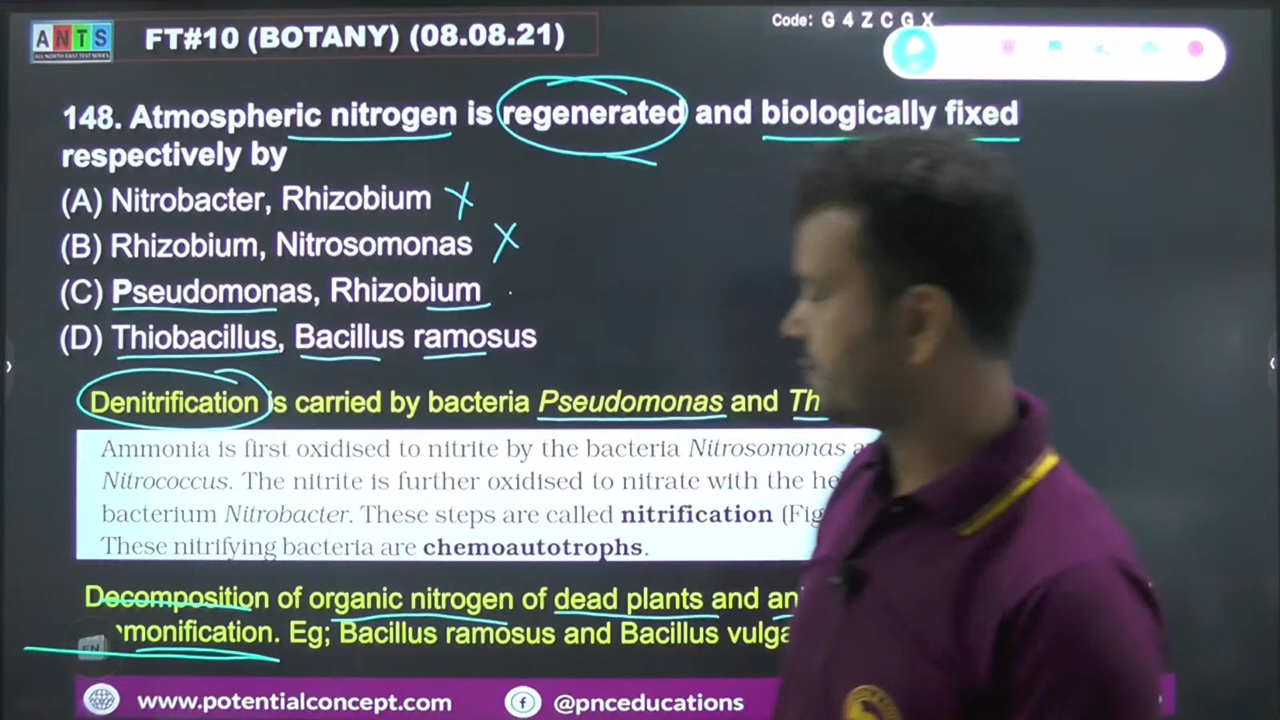 ANTS
FT#10 (BOTANY) (08.08.21)
Code: G 4 Z C G X
148. Atmospheric nitrogen is regenerated and biologically fixed
respectively by
(A) Nitrobacter, Rhizobium
(B) Rhizobium, Nitrosomonas
(C) Pseudomonas, Rhizobium
(D) Thiobacillus, Bacillus ramosus
Denitrification is carried by bacteria Pseudomonas and Th
Ammonia is first oxidised to nitrite by the bacteria Nitrosomonas
Nitrococcus. The nitrite is further oxidised to nitrate with the he
bacterium Nitrobacter. These steps are called nitrification (Fig
These nitrifying bacteria are chemoautotrophs.
Decomposition of organic nitrogen of dead plants and an
monification. Eg; Bacillus ramosus and Bacillus vulga
EN
www.potentialconcept.com
@pnceducations